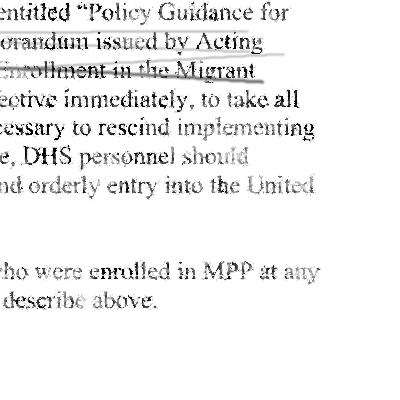 entitled “Policy Guidance for
orandum issued by Acting
Enrollment in the Migrant
ective immediately, to take all
cessary to rescind implementing
e, DHS personnel should
nd orderly entry into the United
ho were enrolled in MPP at any
describe above.